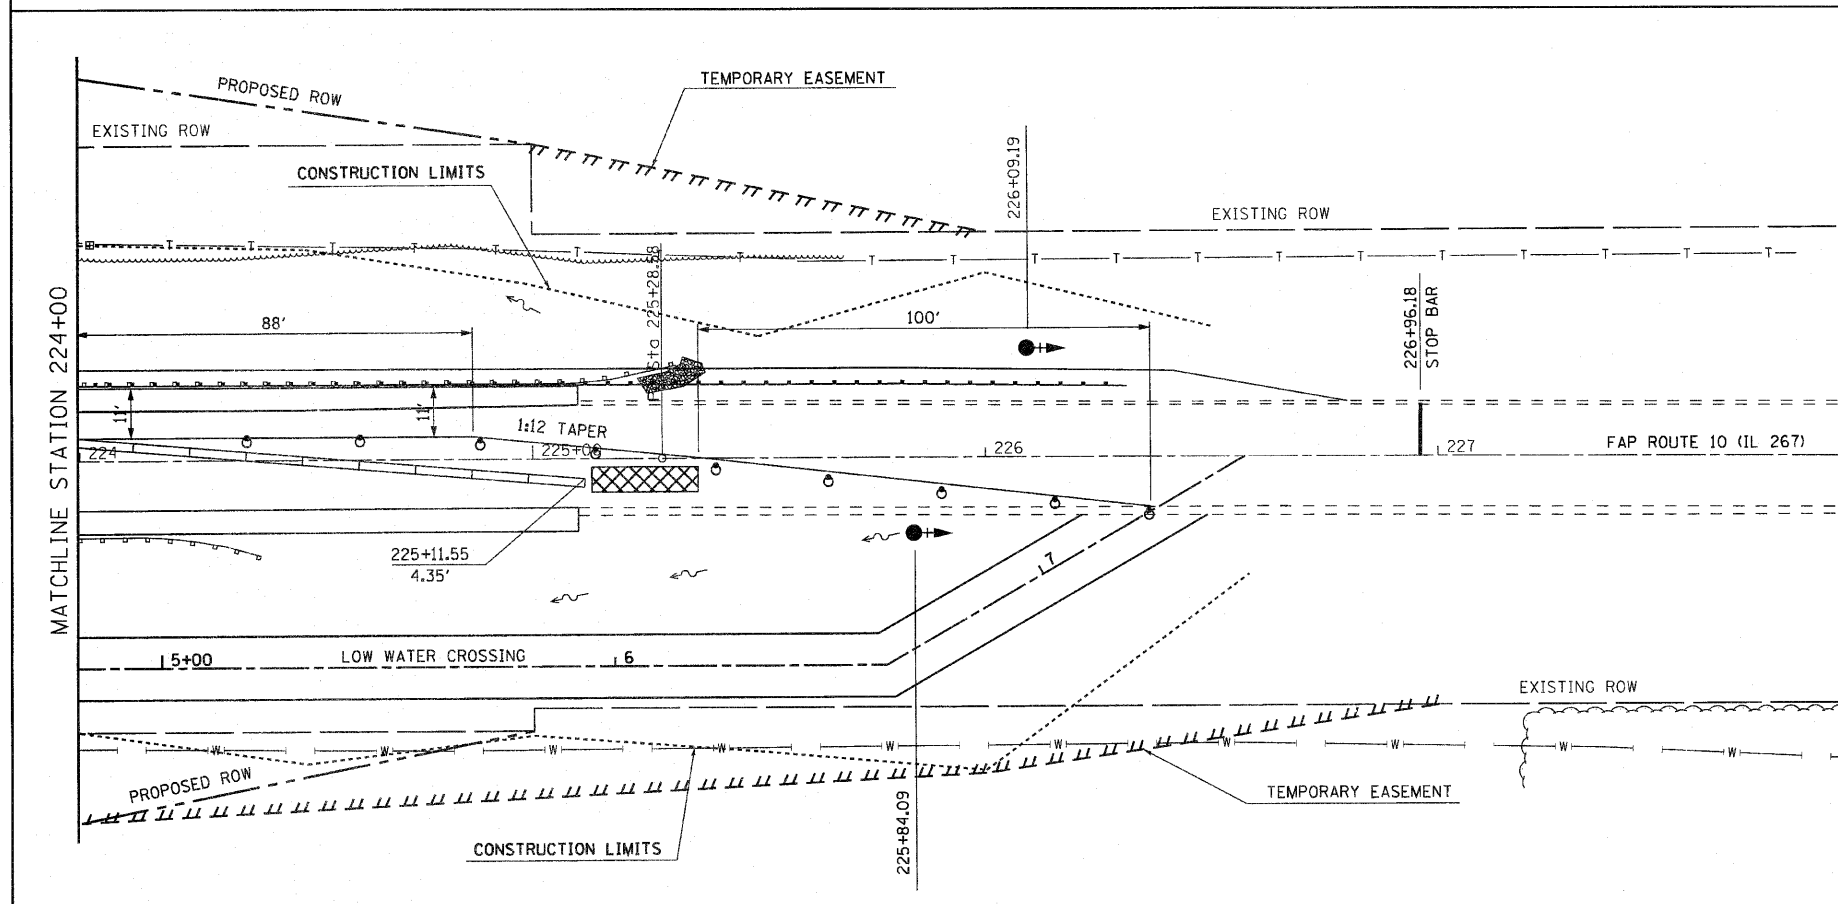 PROPOSED ROW
TEMPORARY EASEMENT
EXISTING ROW
CONSTRUCTION LIMITS
226+09.19
EXISTING ROW
T T T T T T T T T T T T T T T T T T T T
MATCHLINE STATION 224+00
88'
Sta 225+28.58
100'
226+96.18
STOP BAR
11'
11'
1:12 TAPER
224
225+00
226
227
FAP ROUTE 10 (IL 267)
225+11.55
4.35'
7
5+00
LOW WATER CROSSING
6
EXISTING ROW
W W W W W W W W W W
PROPOSED ROW
TEMPORARY EASEMENT
CONSTRUCTION LIMITS
225+84.09